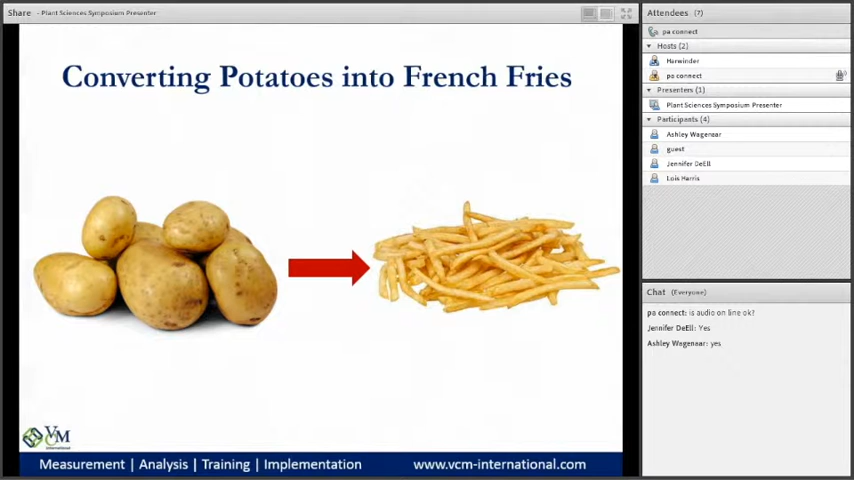 Share - Plant Sciences Symposium Presenter
Converting Potatoes into French Fries
VCM
International
Measurement | Analysis | Training | Implementation
www.vcm-international.com
Attendees (7)
pa connect
Hosts (2)
Harwinder
pa connect
Presenters (1)
Plant Sciences Symposium Presenter
Participants (4)
Ashley Wagenaar
guest
Jennifer DeEll
Lois Harris
Chat (Everyone)
pa connect: is audio on line ok?
Jennifer DeEll: Yes
Ashley Wagenaar: yes